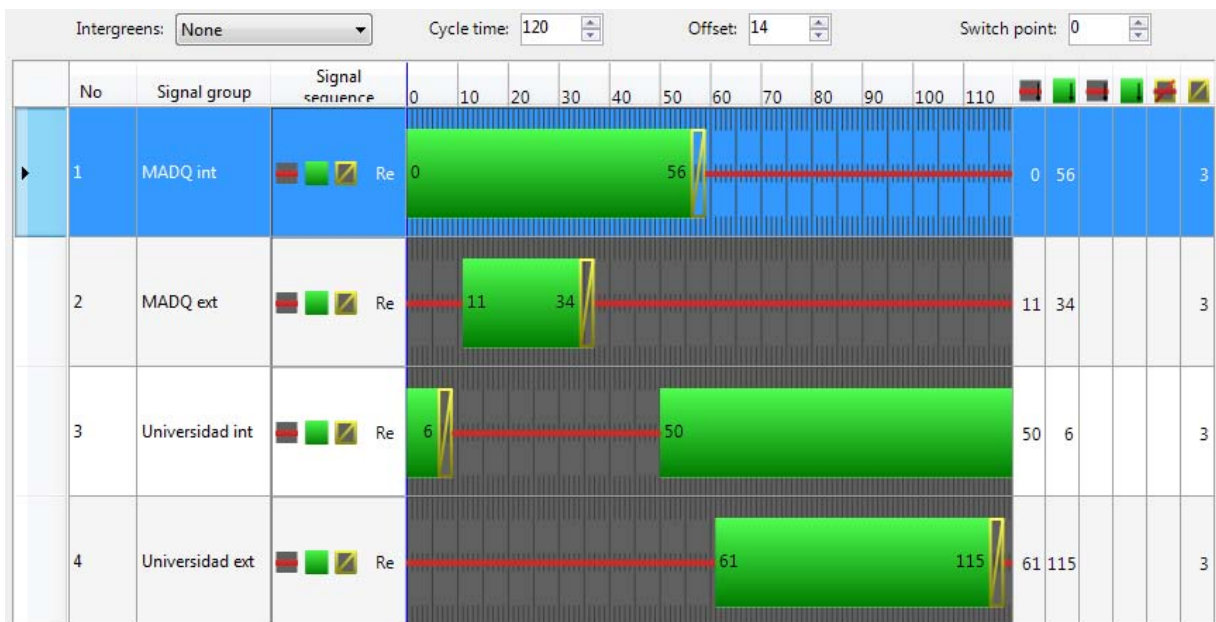 Intergreens: None Cycle time: 120 Offset: 14 Switch point: 0
No Signal group Signal sequence 0 10 20 30 40 50 60 70 80 90 100 110
1 MADQ int Re 0 56 0 56 3
2 MADQ ext Re 11 34 11 34 3
3 Universidad int Re 6 50 50 6 3
4 Universidad ext Re 61 115 61 115 3